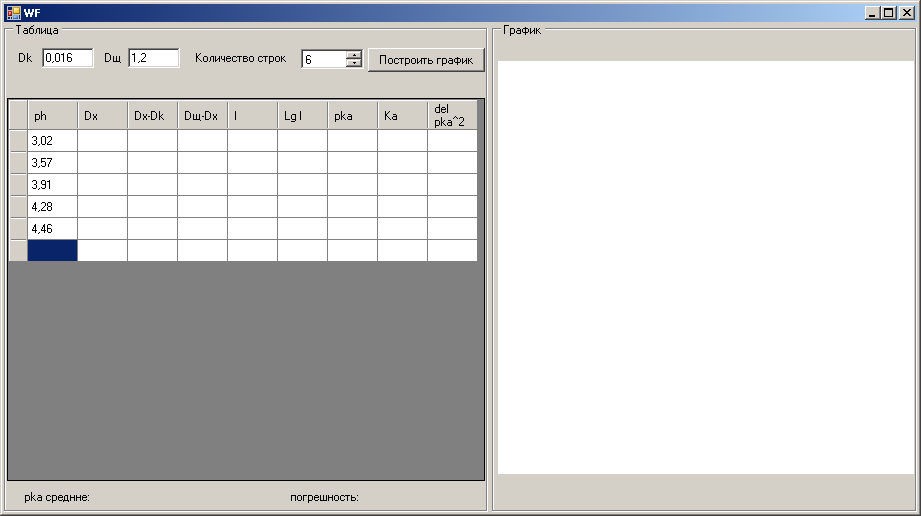 WF
Таблица
График
Dk 0,016 Dщ 1,2 Количество строк 6 Построить график
ph Dx Dx-Dk Dщ-Dx I Lg I pka Ka del pka^2
3,02
3,57
3,91
4,28
4,46
pka средние: погрешность: